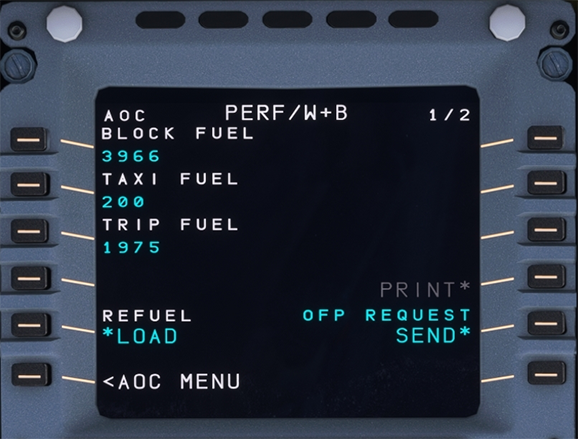 AOC PERF/W+B 1/2
BLOCK FUEL
3966
TAXI FUEL
200
TRIP FUEL
1975
PRINT*
REFUEL OFP REQUEST
*LOAD SEND*
<AOC MENU